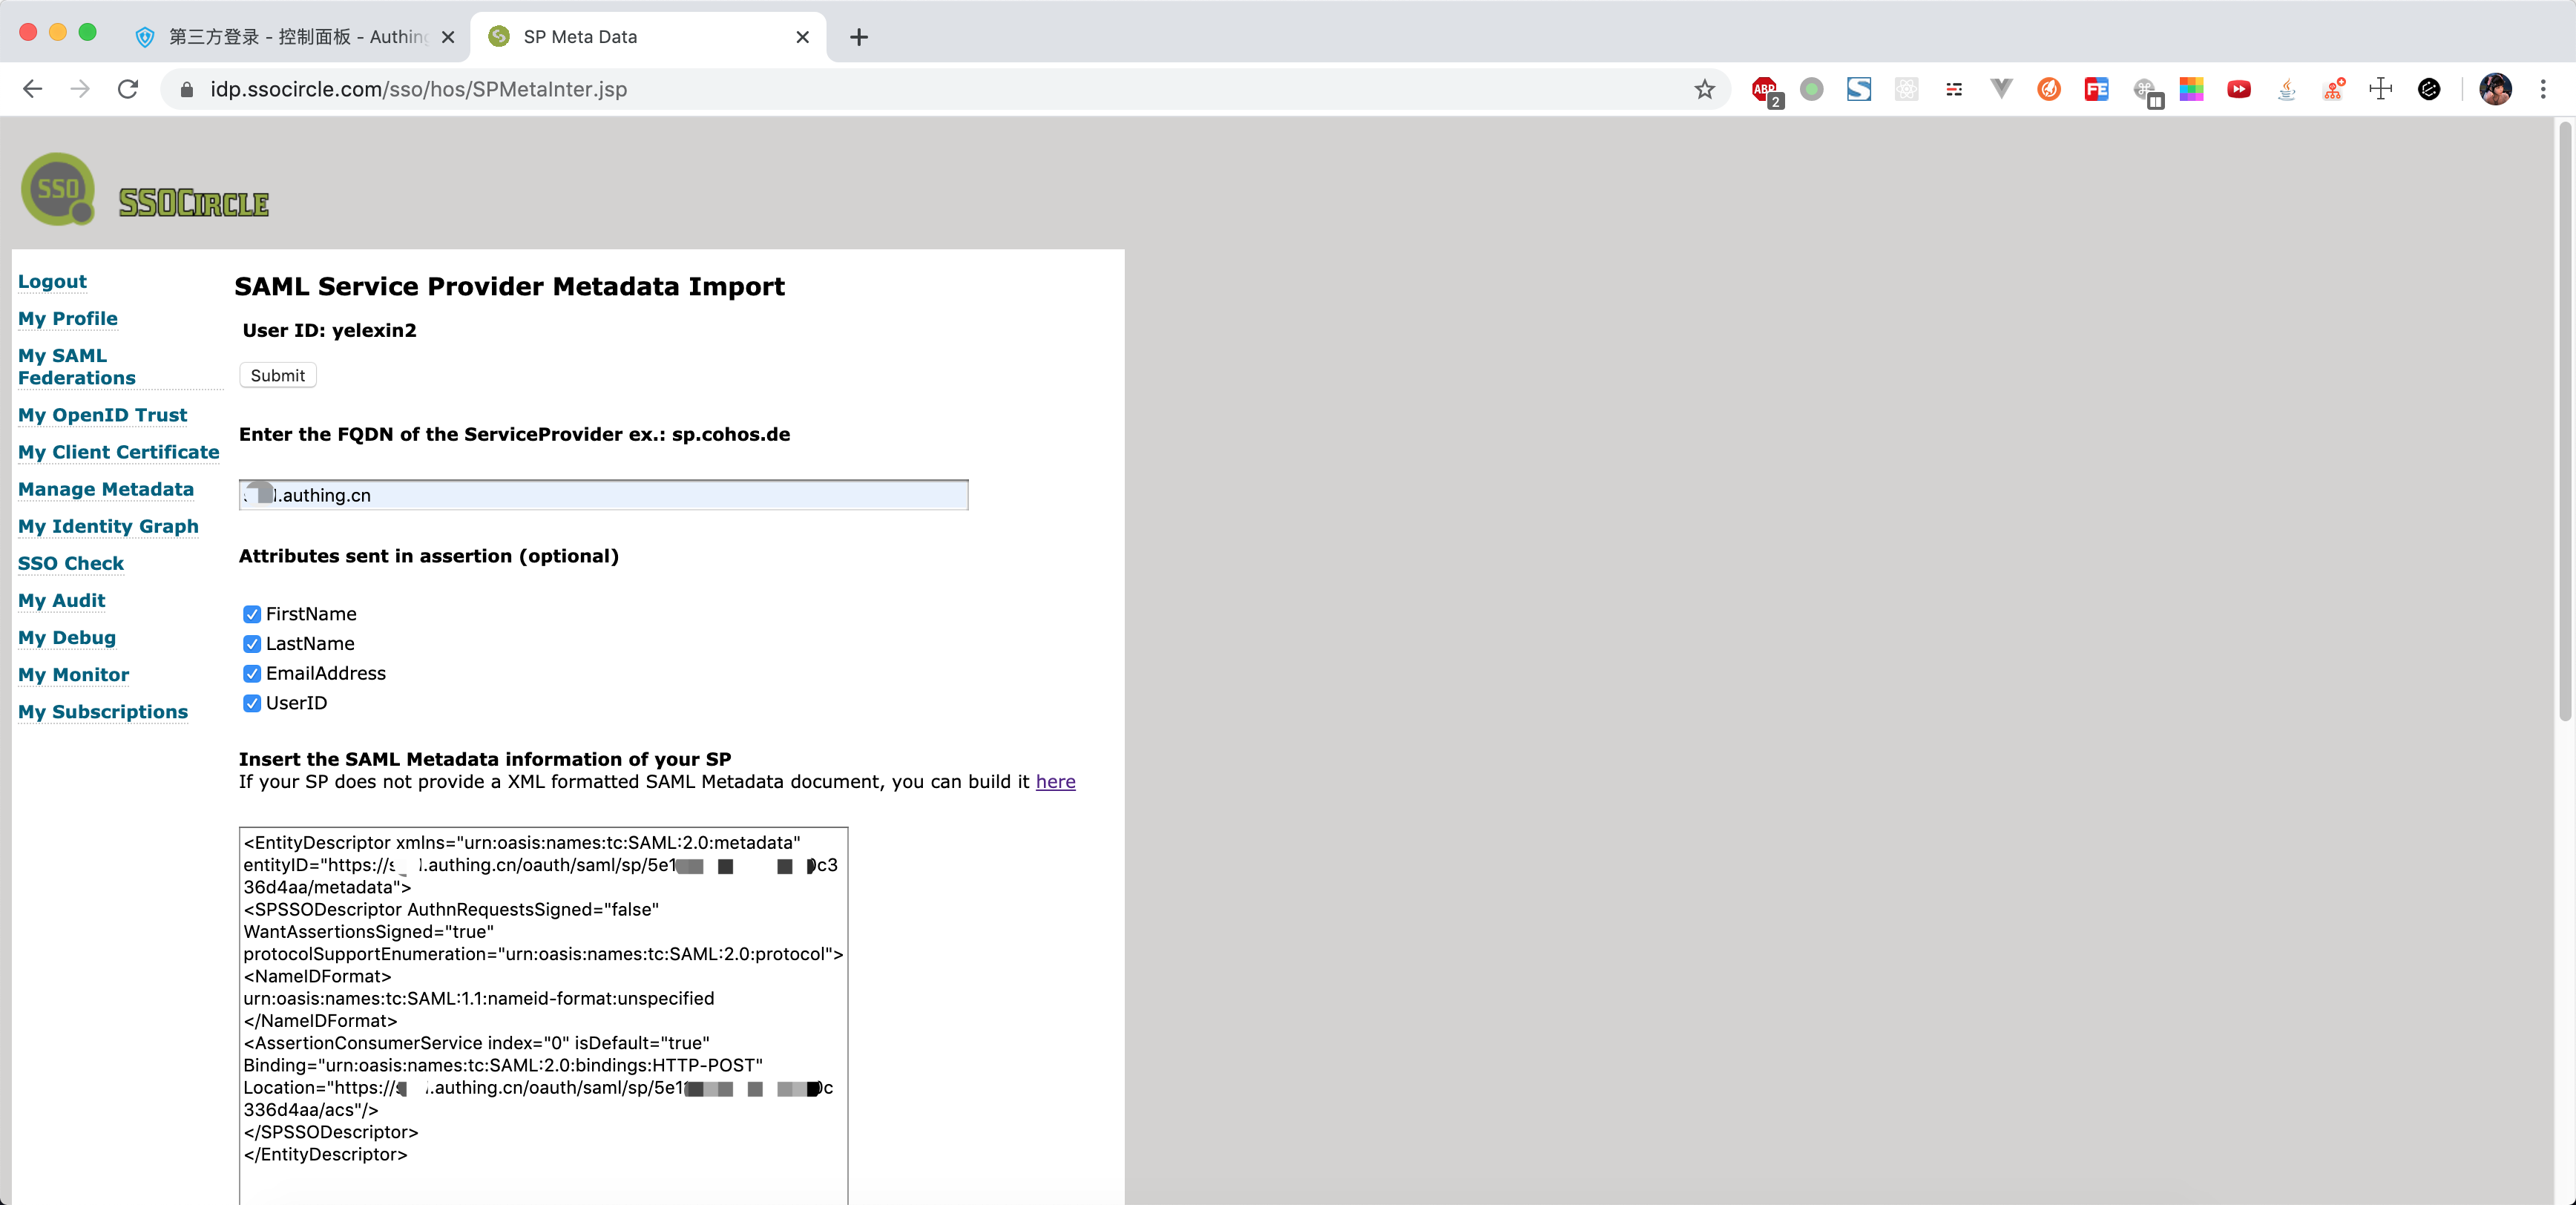 第三方登录 - 控制面板 - Authing
SP Meta Data
idp.ssocircle.com/sso/hos/SPMetaInter.jsp
ABP
2
FE
SSO
SSOCIRCLE
Logout
My Profile
My SAML
Federations
My OpenID Trust
My Client Certificate
Manage Metadata
My Identity Graph
SSO Check
My Audit
My Debug
My Monitor
My Subscriptions
SAML Service Provider Metadata Import
User ID: yelexin2
Submit
Enter the FQDN of the ServiceProvider ex.: sp.cohos.de
.authing.cn
Attributes sent in assertion (optional)
FirstName
LastName
EmailAddress
UserID
Insert the SAML Metadata information of your SP
If your SP does not provide a XML formatted SAML Metadata document, you can build it here
<EntityDescriptor xmlns="urn:oasis:names:tc:SAML:2.0:metadata"
entityID="https://s .authing.cn/oauth/saml/sp/5e1 c3
36d4aa/metadata">
<SPSSODescriptor AuthnRequestsSigned="false"
WantAssertionsSigned="true"
protocolSupportEnumeration="urn:oasis:names:tc:SAML:2.0:protocol">
<NameIDFormat>
urn:oasis:names:tc:SAML:1.1:nameid-format:unspecified
</NameIDFormat>
<AssertionConsumerService index="0" isDefault="true"
Binding="urn:oasis:names:tc:SAML:2.0:bindings:HTTP-POST"
Location="https://s .authing.cn/oauth/saml/sp/5e1 c
336d4aa/acs"/>
</SPSSODescriptor>
</EntityDescriptor>